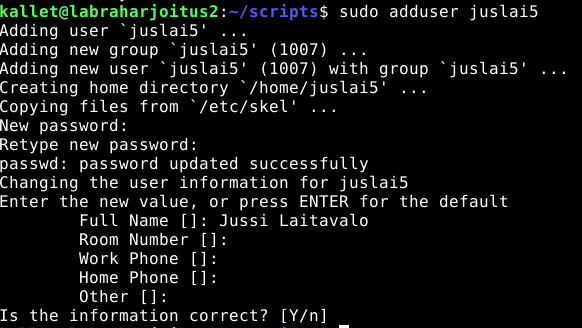 kallet@labraharjoitus2:~/scripts$ sudo adduser juslai5
Adding user `juslai5' ...
Adding new group `juslai5' (1007) ...
Adding new user `juslai5' (1007) with group `juslai5' ...
Creating home directory `/home/juslai5' ...
Copying files from `/etc/skel' ...
New password:
Retype new password:
passwd: password updated successfully
Changing the user information for juslai5
Enter the new value, or press ENTER for the default
Full Name []: Jussi Laitavalo
Room Number []:
Work Phone []:
Home Phone []:
Other []:
Is the information correct? [Y/n]